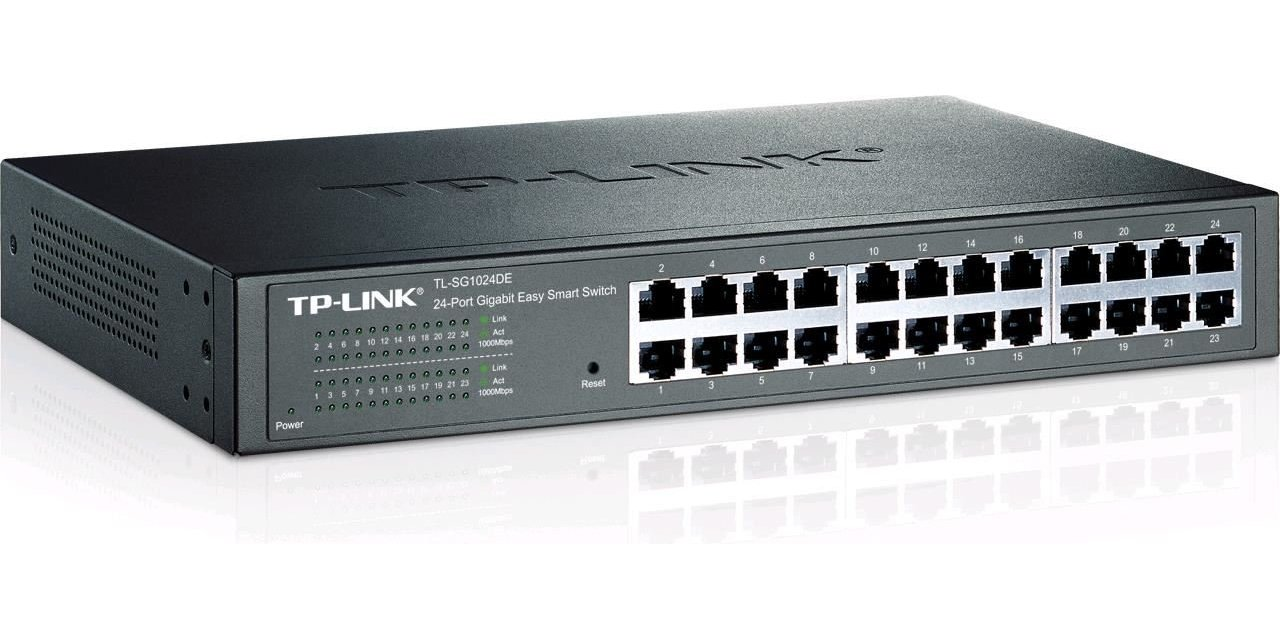 TP-LINK®
TP-LINK®
TL-SG1024DE
24-Port Gigabit Easy Smart Switch
2 4 6 8 10 12 14 16 18 20 22 24
Link
Act
1000Mbps
1 3 5 7 9 11 13 15 17 19 21 23
Link
Act
1000Mbps
Power
Reset
2 4 6 8 10 12 14 16 18 20 22 24
1 3 5 7 9 11 13 15 17 19 21 23